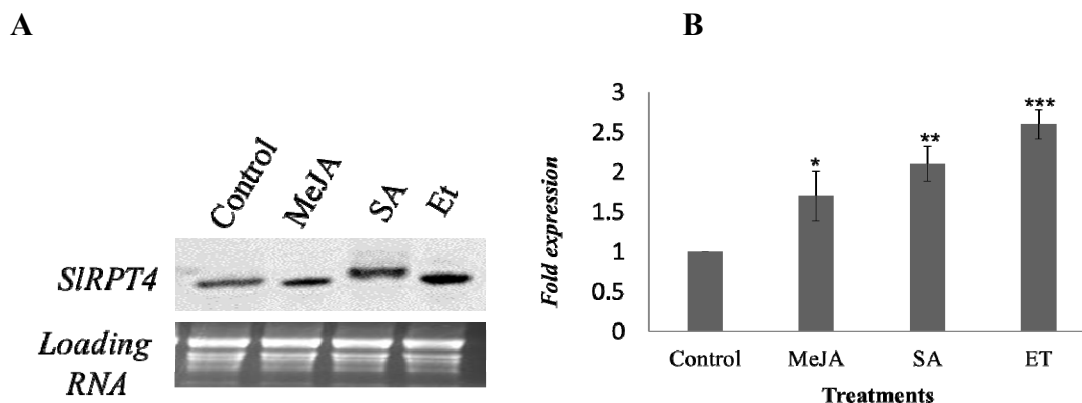 A
B
Control MeJA SA Et
SlRPT4
Loading
RNA
Fold expression
3
2.5
2
1.5
1
0.5
0
*
**
***
Control MeJA SA ET
Treatments